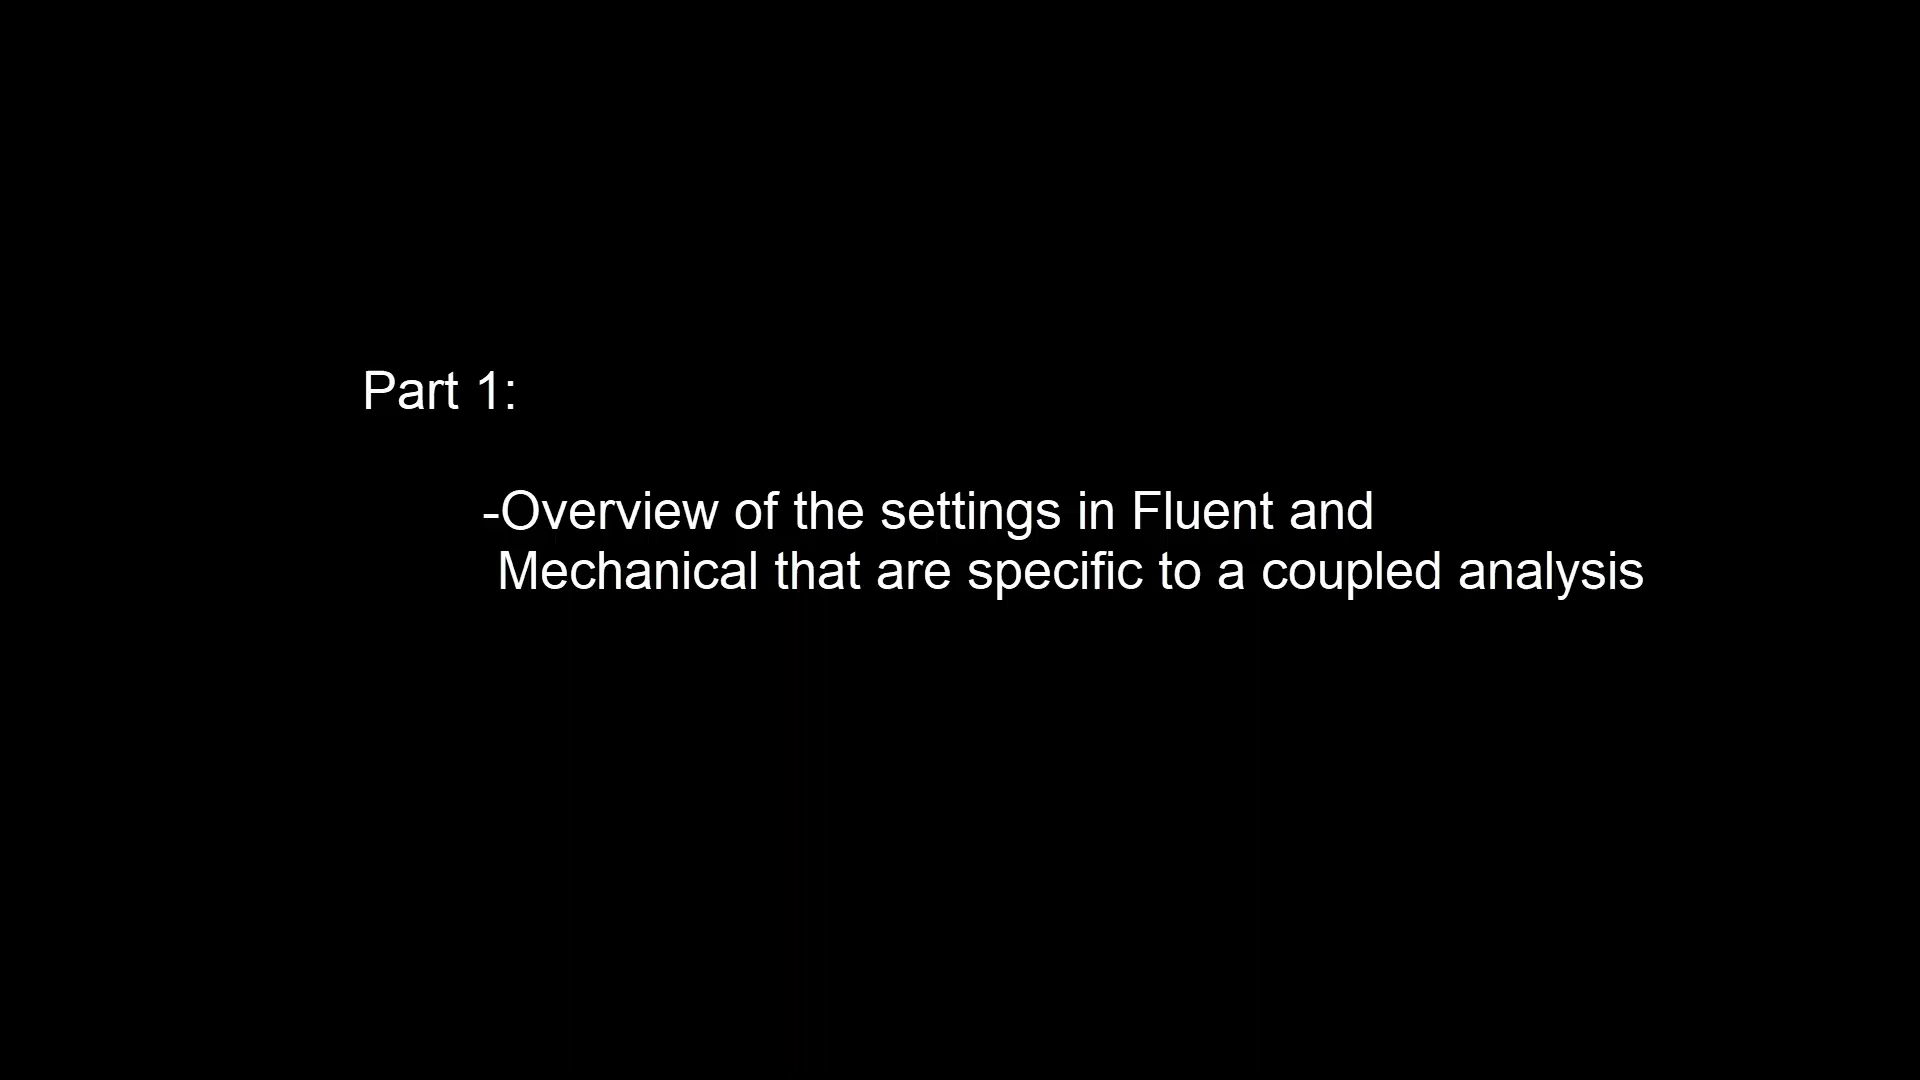 Part 1:
-Overview of the settings in Fluent and
Mechanical that are specific to a coupled analysis